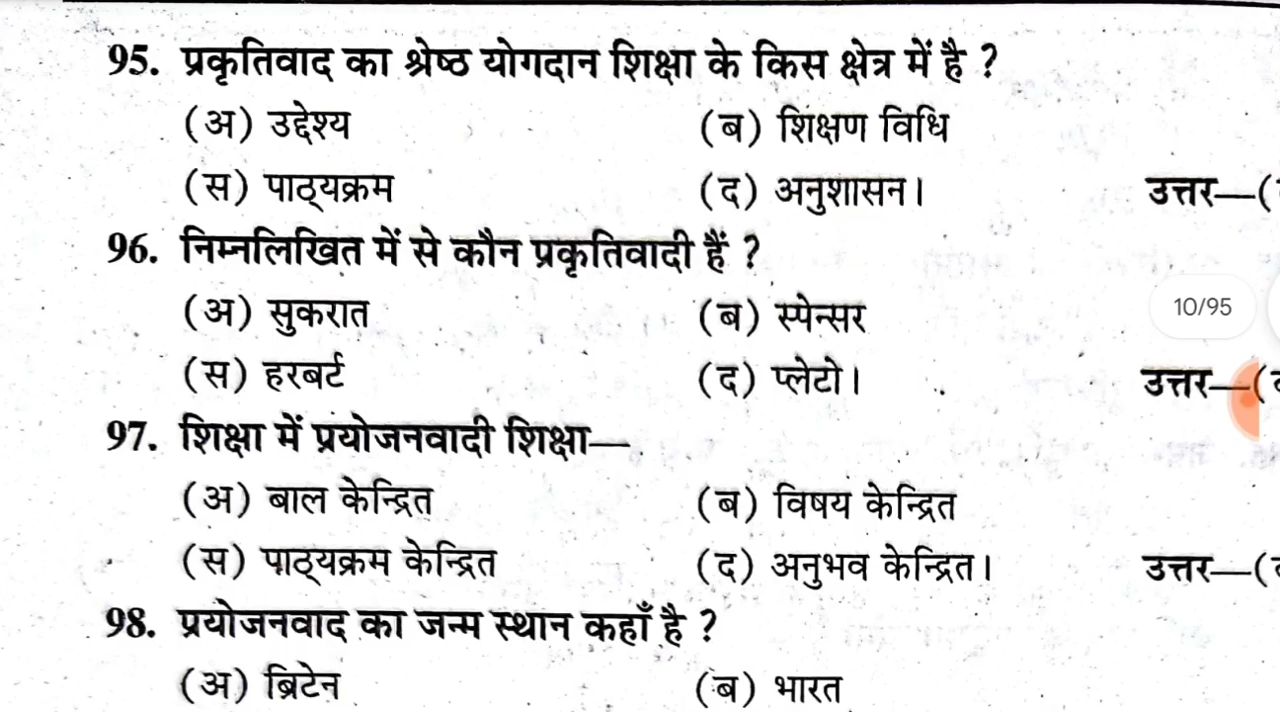 95. प्रकृतिवाद का श्रेष्ठ योगदान शिक्षा के किस क्षेत्र में है ?
(अ) उद्देश्य (ब) शिक्षण विधि
(स) पाठ्यक्रम (द) अनुशासन। उत्तर—(
96. निम्नलिखित में से कौन प्रकृतिवादी हैं ?
(अ) सुकरात (ब) स्पेन्सर
10/95
(स) हरबर्ट (द) प्लेटो। उत्तर—(
97. शिक्षा में प्रयोजनवादी शिक्षा—
(अ) बाल केन्द्रित (ब) विषय केन्द्रित
(स) पाठ्यक्रम केन्द्रित (द) अनुभव केन्द्रित। उत्तर—(
98. प्रयोजनवाद का जन्म स्थान कहाँ है ?
(अ) ब्रिटेन (ब) भारत